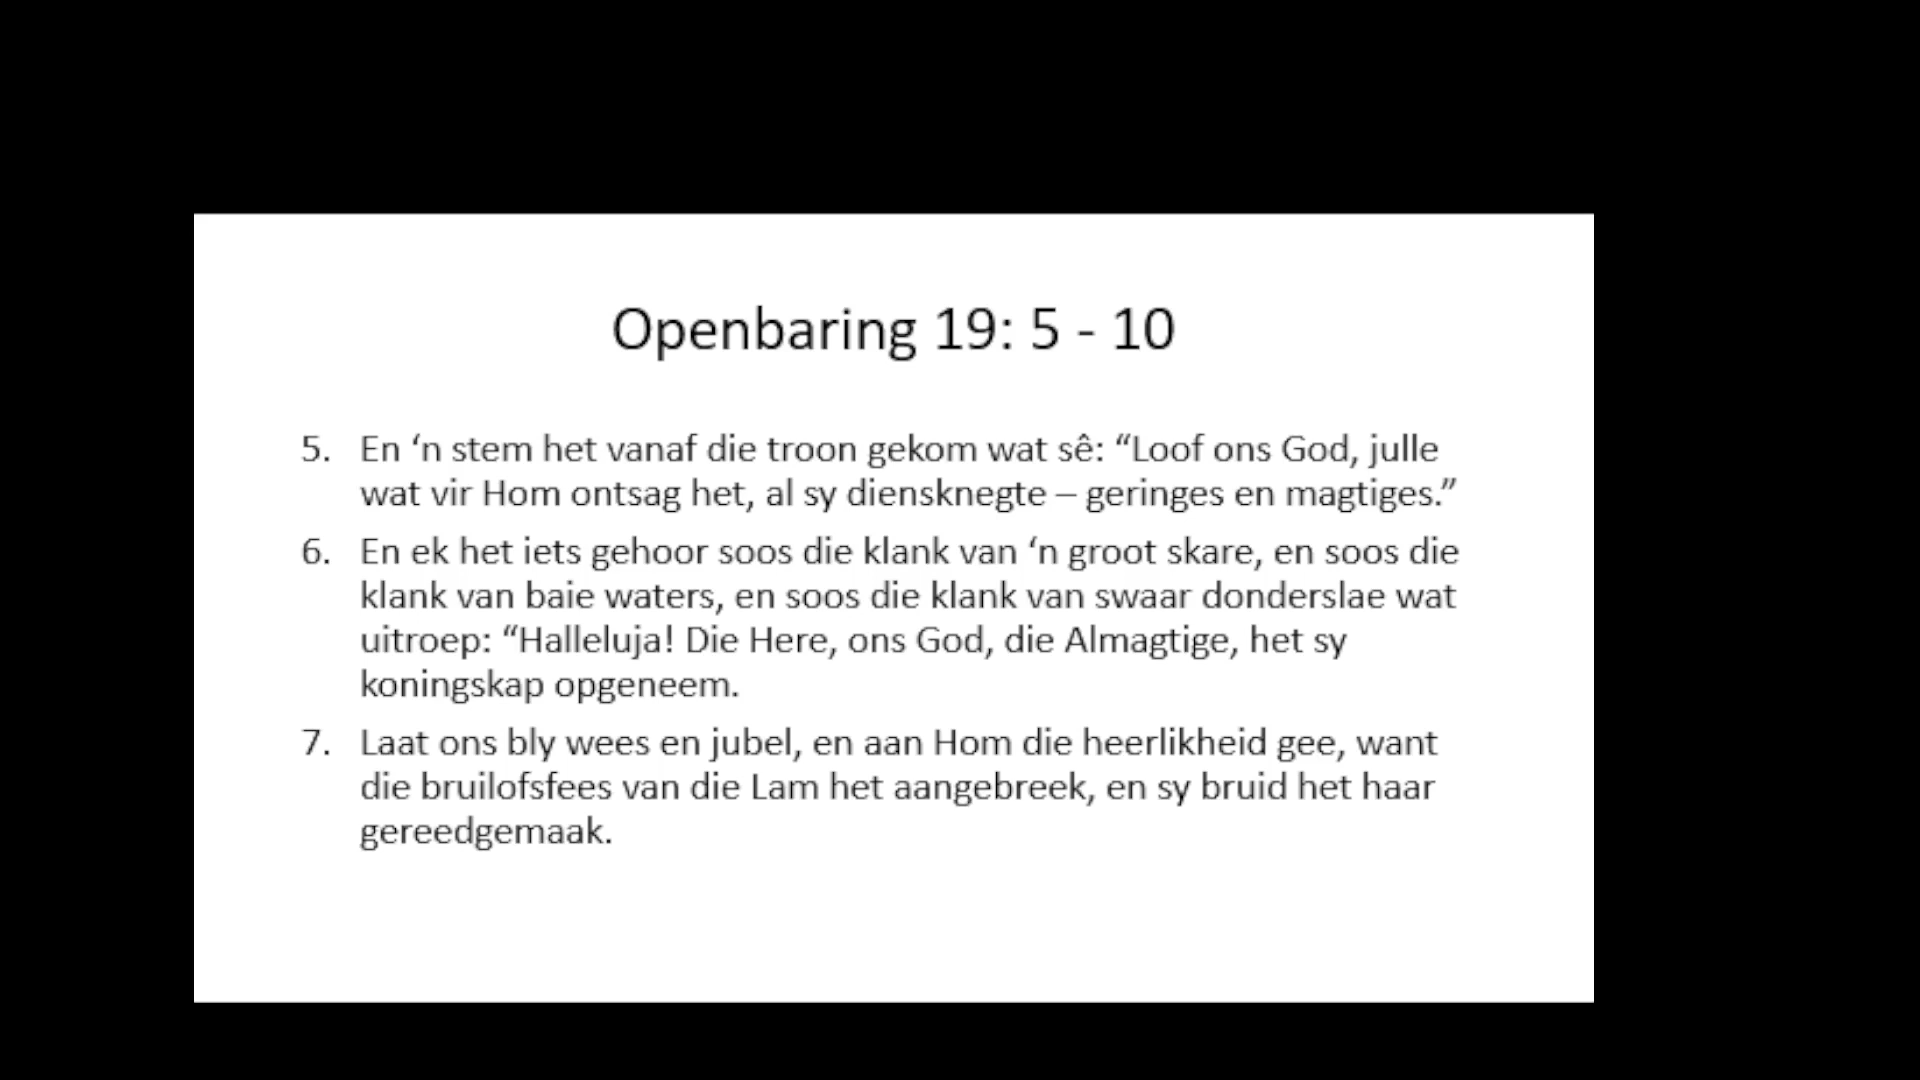 Openbaring 19: 5 - 10
5. En ‘n stem het vanaf die troon gekom wat sê: “Loof ons God, julle
wat vir Hom ontsag het, al sy diensknegte – geringes en magtiges.”
6. En ek het iets gehoor soos die klank van ‘n groot skare, en soos die
klank van baie waters, en soos die klank van swaar donderslae wat
uitroep: “Halleluja! Die Here, ons God, die Almagtige, het sy
koningskap opgeneem.
7. Laat ons bly wees en jubel, en aan Hom die heerlikheid gee, want
die bruilofsfees van die Lam het aangebreek, en sy bruid het haar
gereedgemaak.